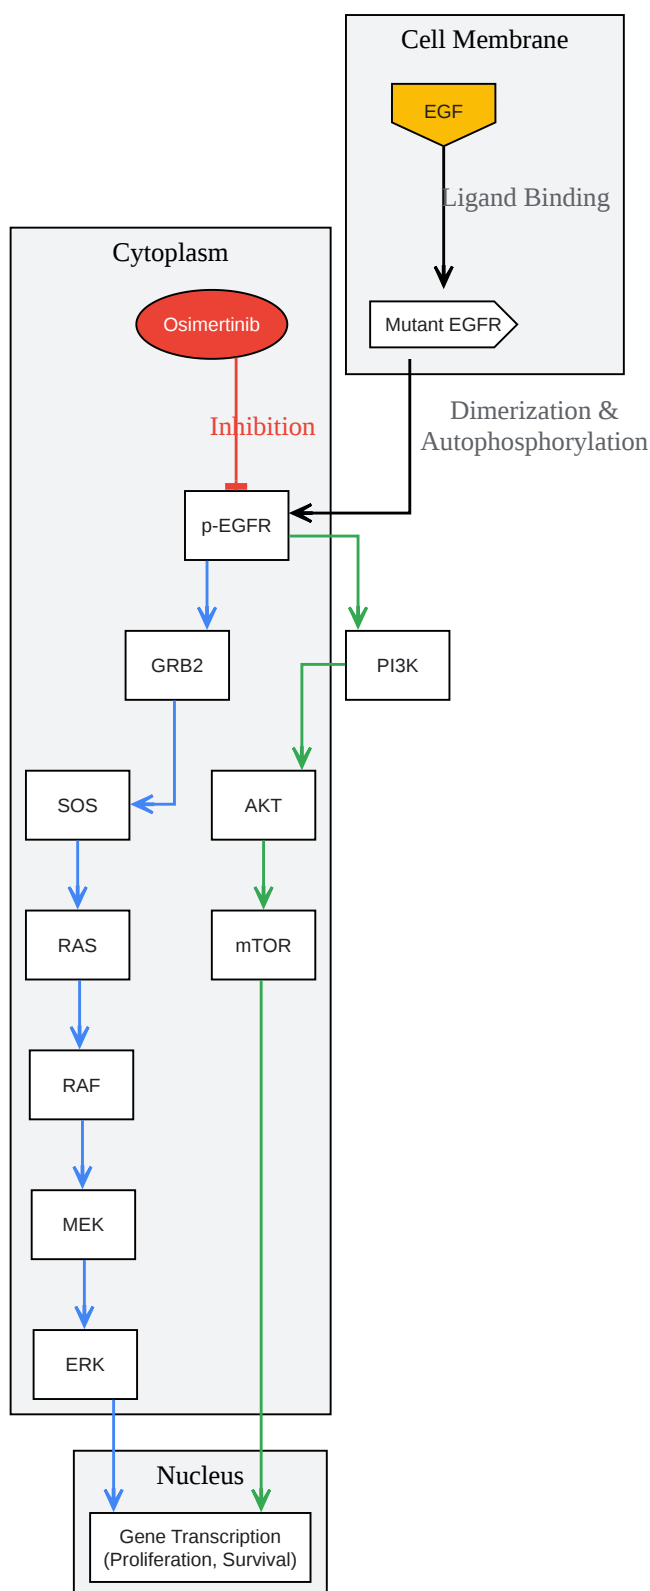 Cell Membrane
EGF
Ligand Binding
Cytoplasm
Osimertinib
Mutant EGFR
Inhibition
Dimerization &
Autophosphorylation
p-EGFR
GRB2
PI3K
SOS
AKT
RAS
mTOR
RAF
MEK
ERK
Nucleus
Gene Transcription
(Proliferation, Survival)